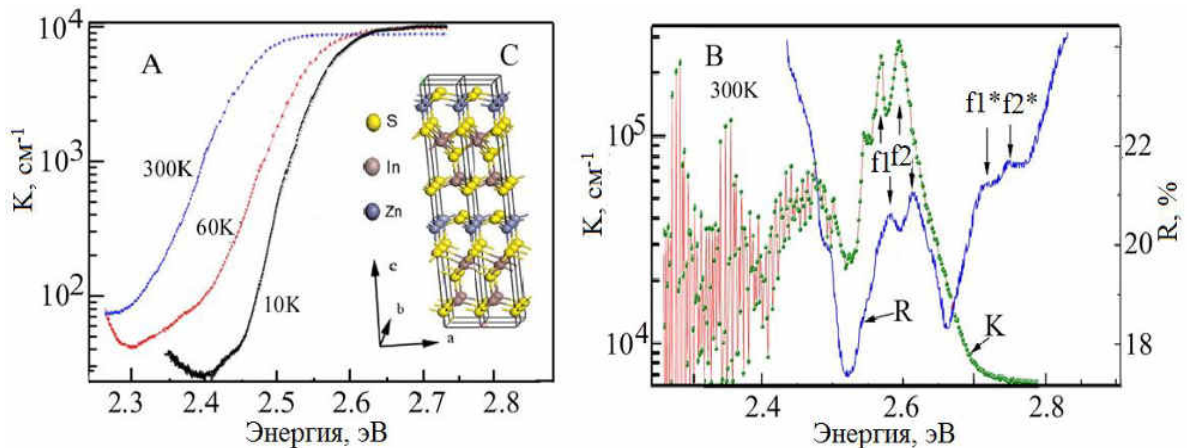 A
C
K, см⁻¹
10⁴
10³
10²
300K
60K
10K
S
In
Zn
c
b
a
2.3 2.4 2.5 2.6 2.7 2.8
Энергия, эВ
B
300K
K, см⁻¹
10⁵
10⁴
f1 f2
f1* f2*
R
K
22
20
18
R, %
2.4 2.6 2.8
Энергия, эВ